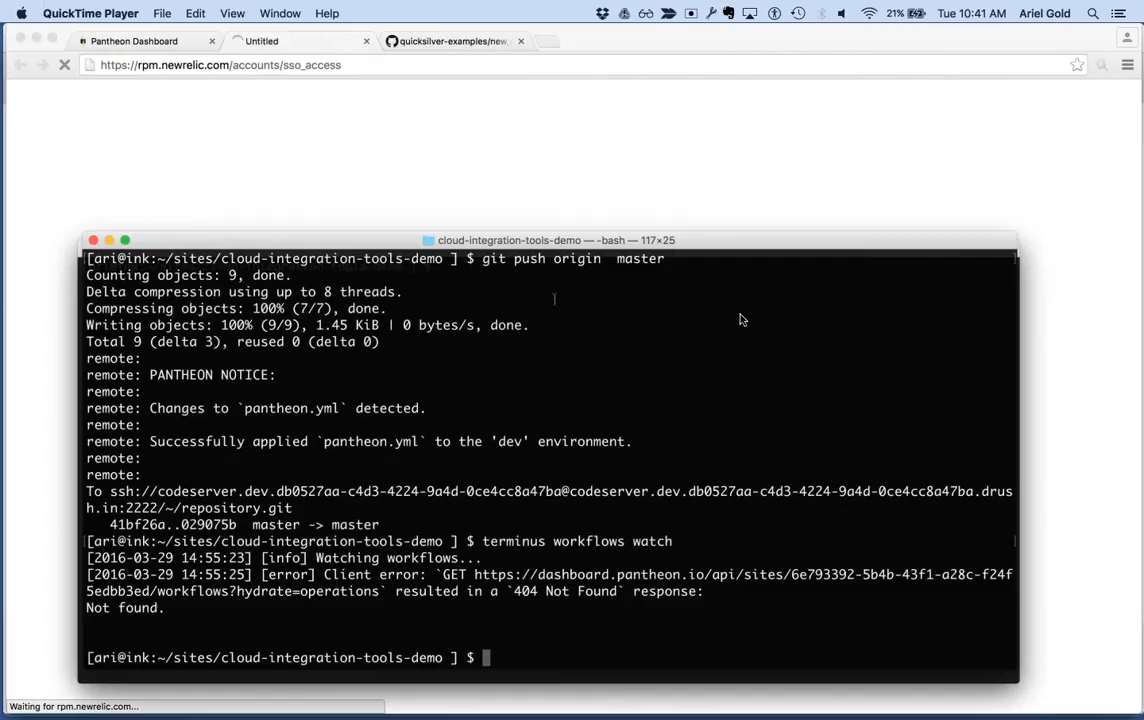 QuickTime Player File Edit View Window Help 21% Tue 10:41 AM Ariel Gold
Pantheon Dashboard × Untitled × quicksilver-examples/new_ ×
https://rpm.newrelic.com/accounts/sso_access
cloud-integration-tools-demo — -bash — 117×25
[ari@ink:~/sites/cloud-integration-tools-demo ] $ git push origin  master
Counting objects: 9, done.
Delta compression using up to 8 threads.
Compressing objects: 100% (7/7), done.
Writing objects: 100% (9/9), 1.45 KiB | 0 bytes/s, done.
Total 9 (delta 3), reused 0 (delta 0)
remote:
remote: PANTHEON NOTICE:
remote:
remote: Changes to `pantheon.yml` detected.
remote:
remote: Successfully applied `pantheon.yml` to the 'dev' environment.
remote:
remote:
To ssh://codeserver.dev.db0527aa-c4d3-4224-9a4d-0ce4cc8a47ba@codeserver.dev.db0527aa-c4d3-4224-9a4d-0ce4cc8a47ba.drus
h.in:2222/~/repository.git
41bf26a..029075b  master -> master
[ari@ink:~/sites/cloud-integration-tools-demo ] $ terminus workflows watch
[2016-03-29 14:55:23] [info] Watching workflows...
[2016-03-29 14:55:25] [error] Client error: `GET https://dashboard.pantheon.io/api/sites/6e793392-5b4b-43f1-a28c-f24f
5edbb3ed/workflows?hydrate=operations` resulted in a `404 Not Found` response:
Not found.
[ari@ink:~/sites/cloud-integration-tools-demo ] $
Waiting for rpm.newrelic.com...